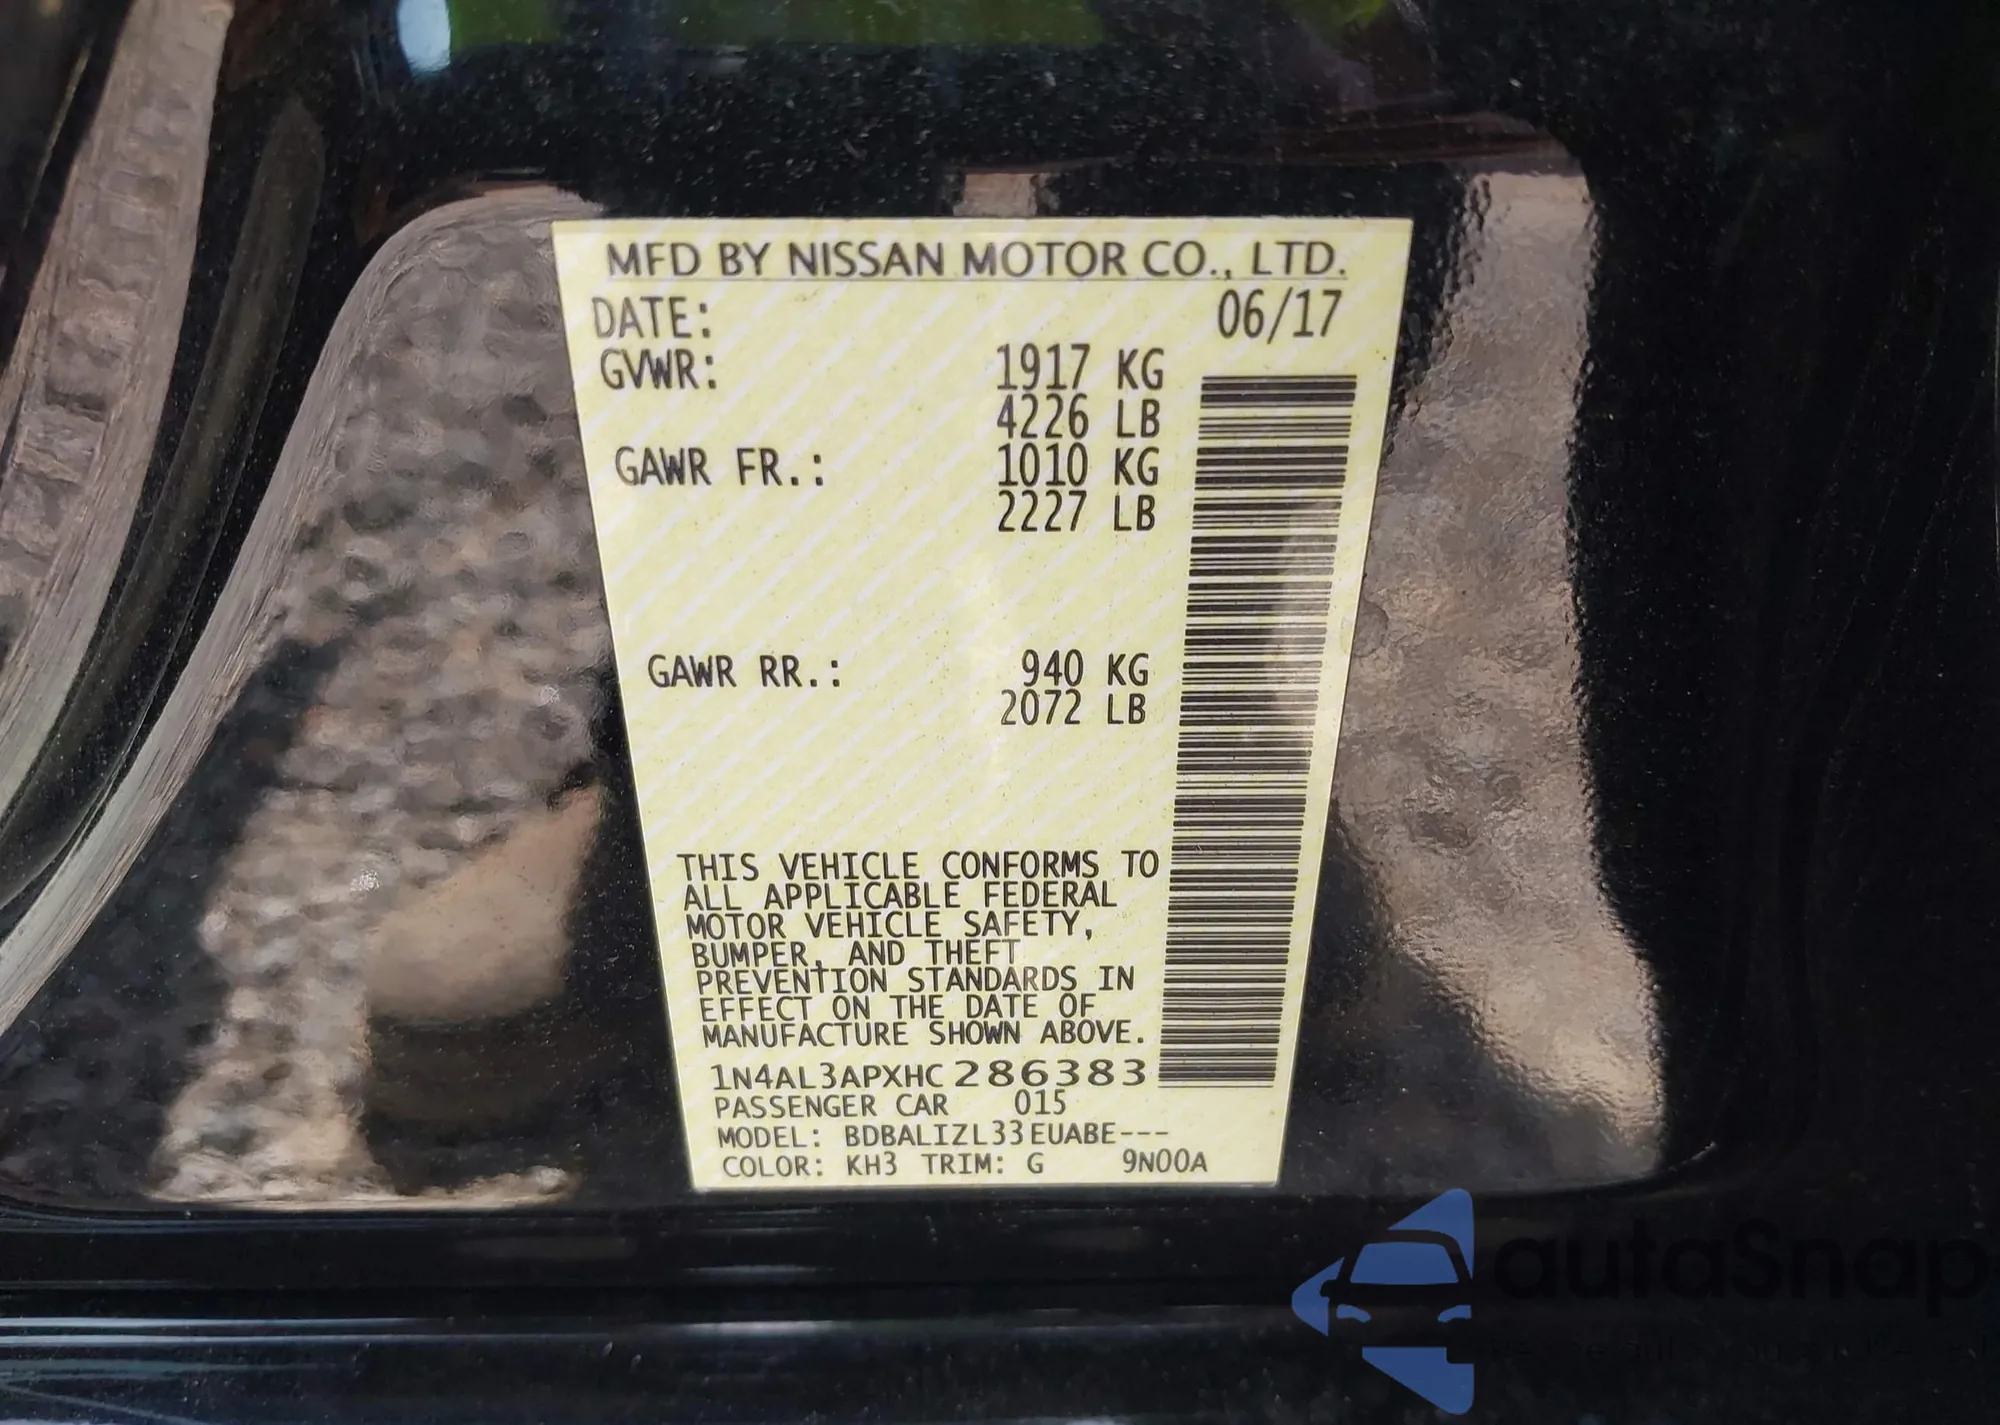 MFD BY NISSAN MOTOR CO., LTD.
DATE: 06/17
GVWR: 1917 KG
4226 LB
GAWR FR.: 1010 KG
2227 LB
GAWR RR.: 940 KG
2072 LB
THIS VEHICLE CONFORMS TO
ALL APPLICABLE FEDERAL
MOTOR VEHICLE SAFETY,
BUMPER, AND THEFT
PREVENTION STANDARDS IN
EFFECT ON THE DATE OF
MANUFACTURE SHOWN ABOVE.
1N4AL3APXHC286383
PASSENGER CAR 015
MODEL: BDBALIZL33EUABE---
COLOR: KH3 TRIM: G 9N00A
autaSnap